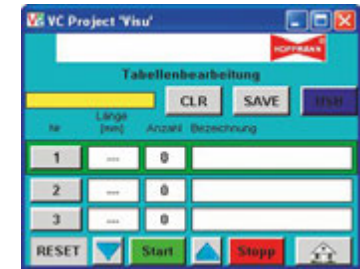 VC Project 'Visu'
HOFFMANN
Tabellenbearbeitung
CLR SAVE USB
Nr Länge [mm] Anzahl Bezeichnung
1 --- 0
2 --- 0
3 --- 0
RESET Start Stopp